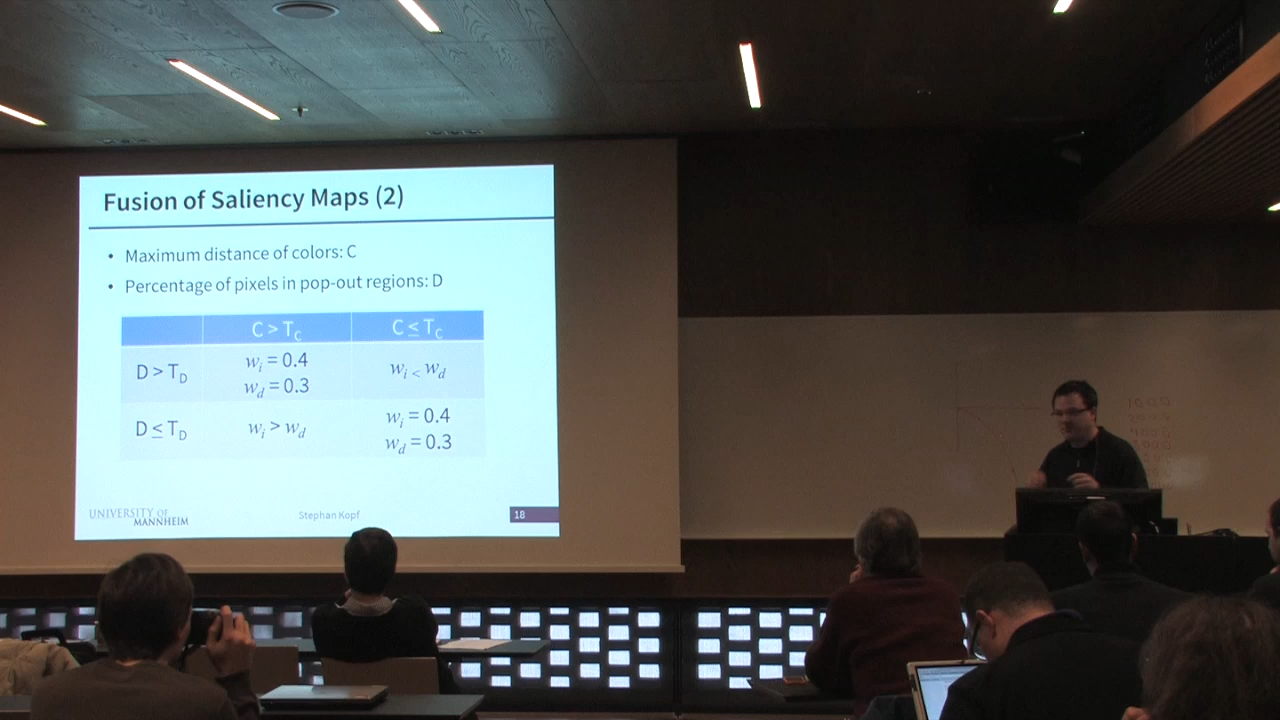 Fusion of Saliency Maps (2)
• Maximum distance of colors: C
• Percentage of pixels in pop-out regions: D
C > T_C C ≤ T_C
D > T_D w_i = 0.4 w_i < w_d
w_d = 0.3
D ≤ T_D w_i > w_d w_i = 0.4
w_d = 0.3
UNIVERSITY OF
MANNHEIM
Stephan Kopf
18
1000